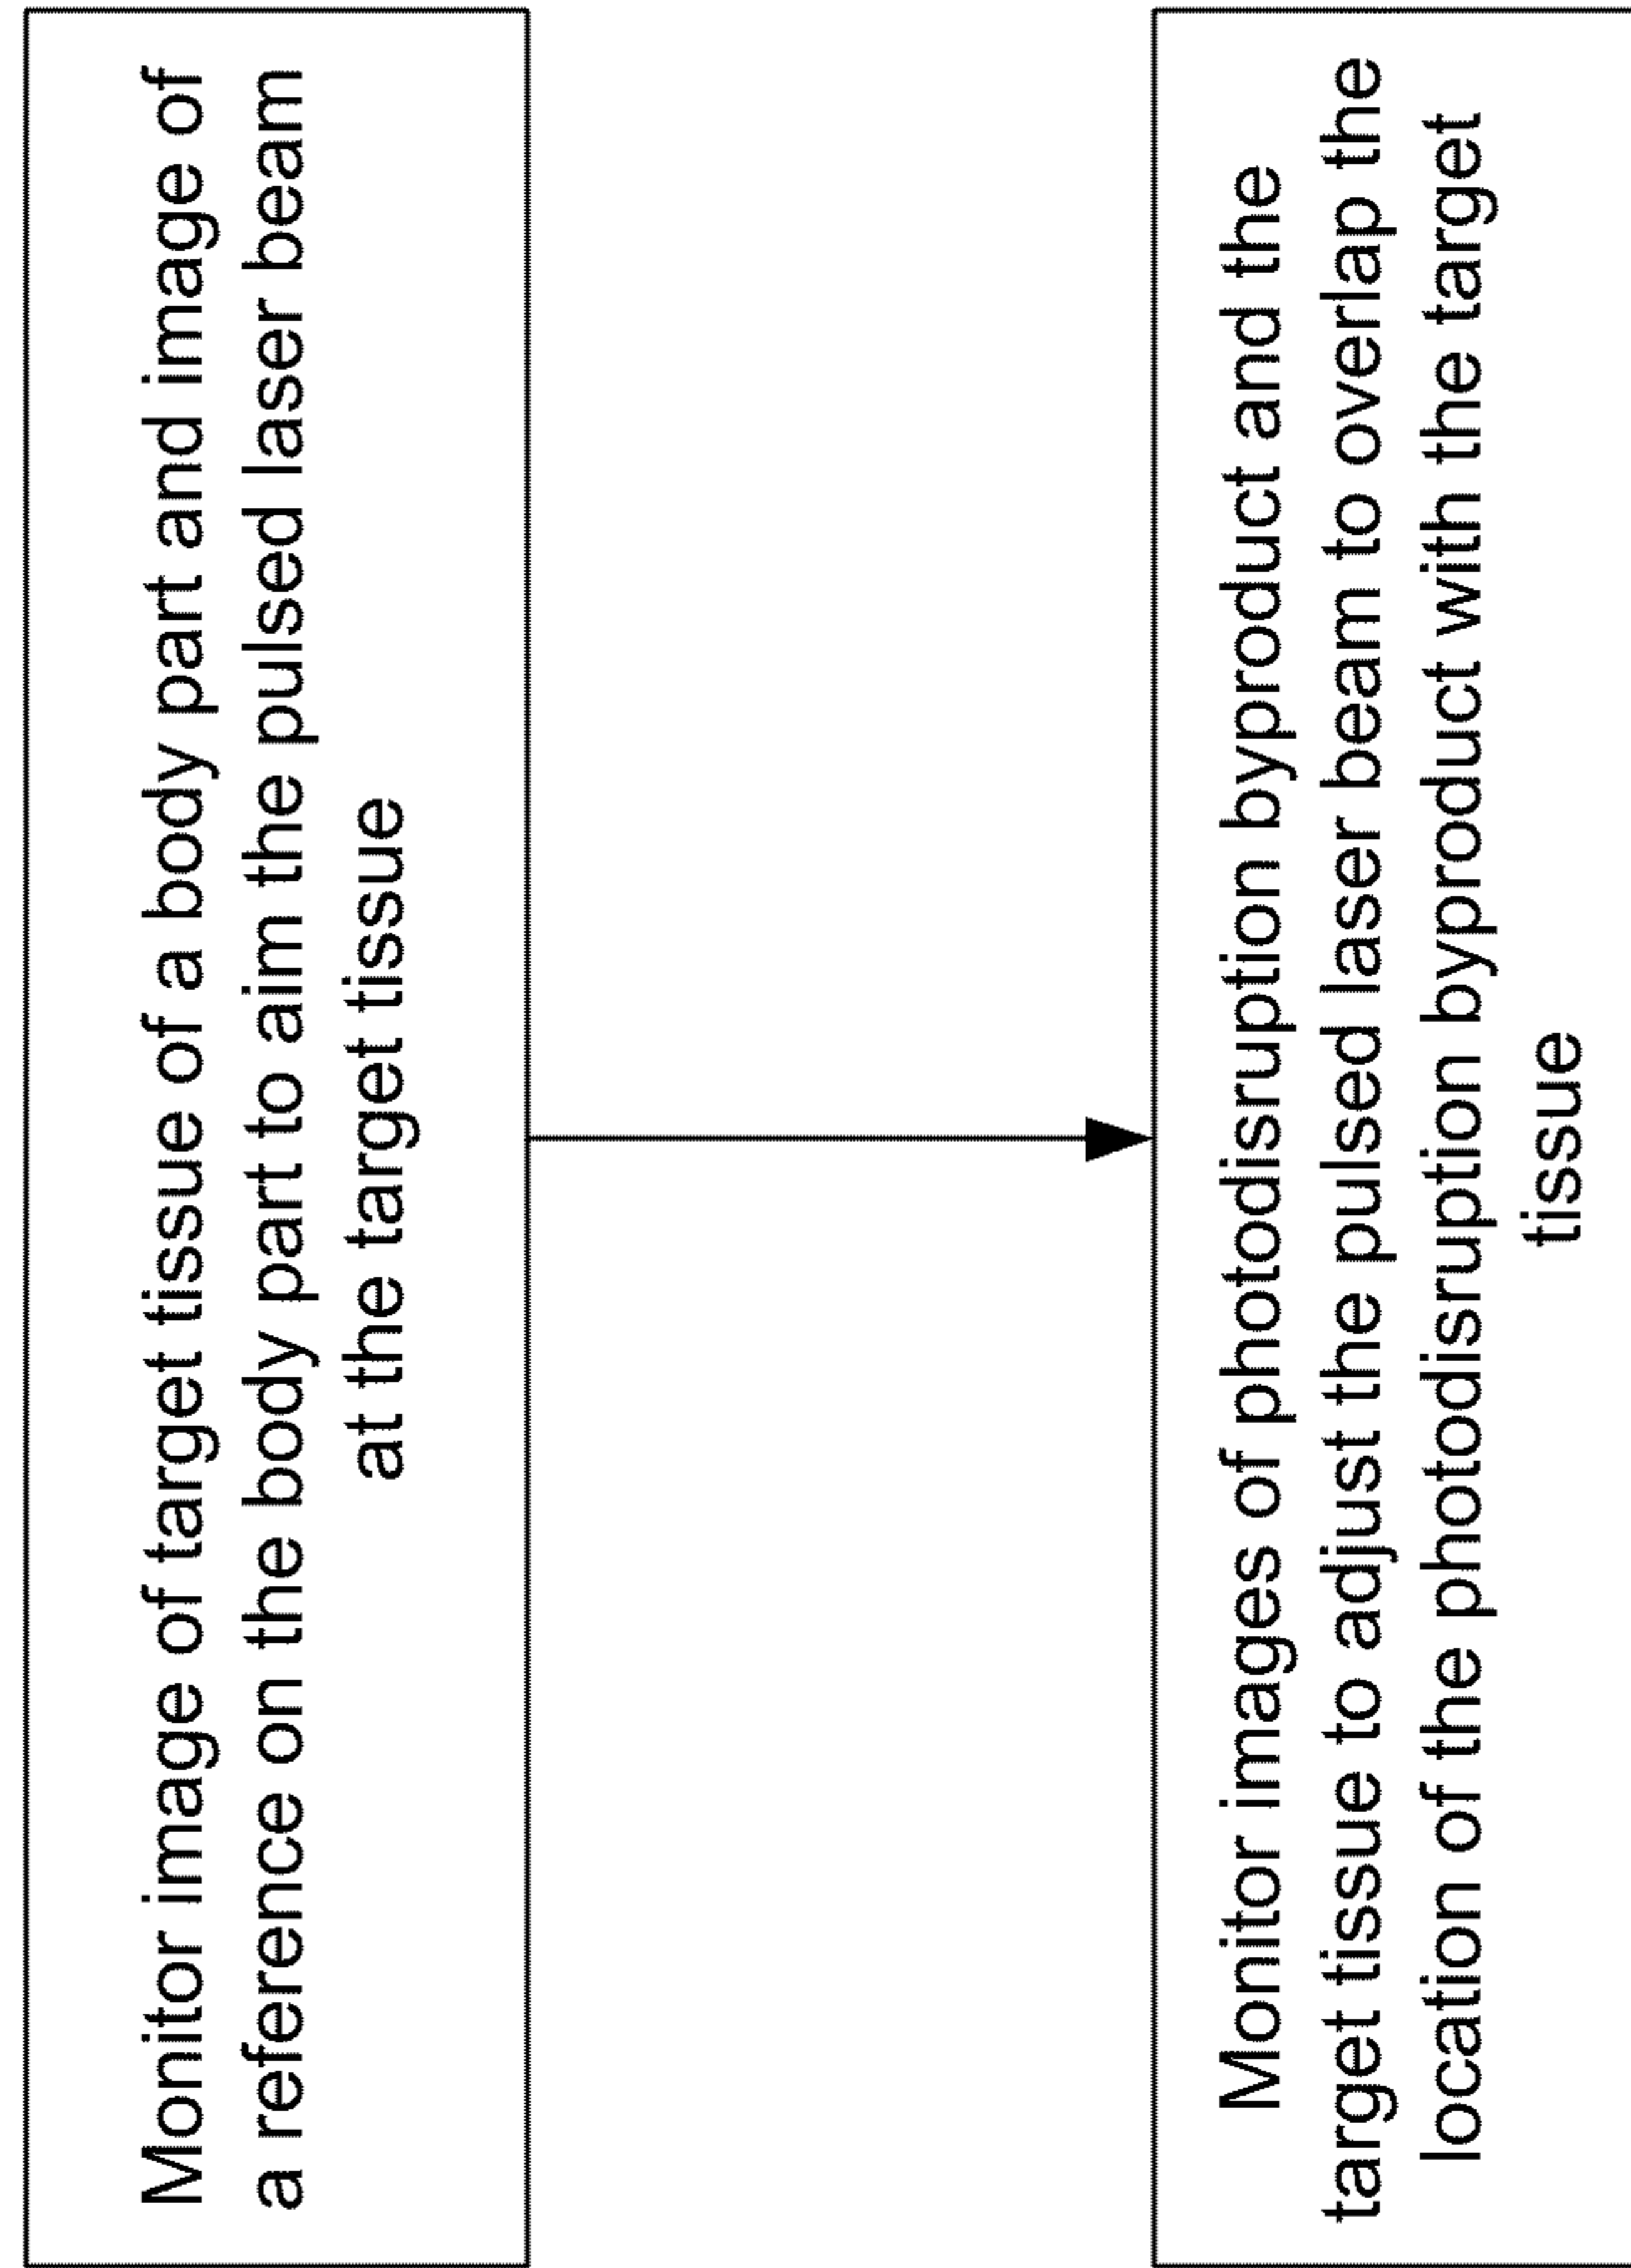 Monitor image of target tissue of a body part and image of
a reference on the body part to aim the pulsed laser beam
at the target tissue
Monitor images of photodisruption byproduct and the
target tissue to adjust the pulsed laser beam to overlap the
location of the photodisruption byproduct with the target
tissue